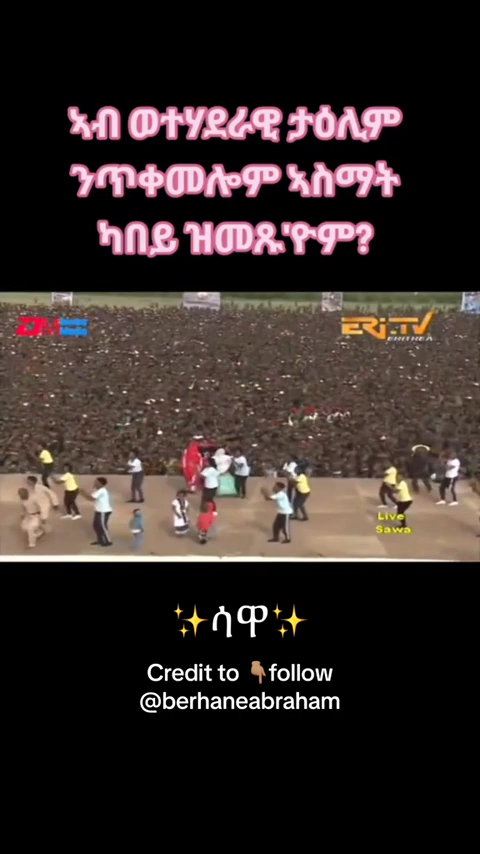 ኣብ ወተሃደራዊ ታዕሊም
ንጥቀመሎም ኣስማት
ካበይ ዝመጹ'ዮም?
ERi-TV
ERITREA
Live
Sawa
✨ሳዋ✨
Credit to 👇🏽follow
@berhaneabraham